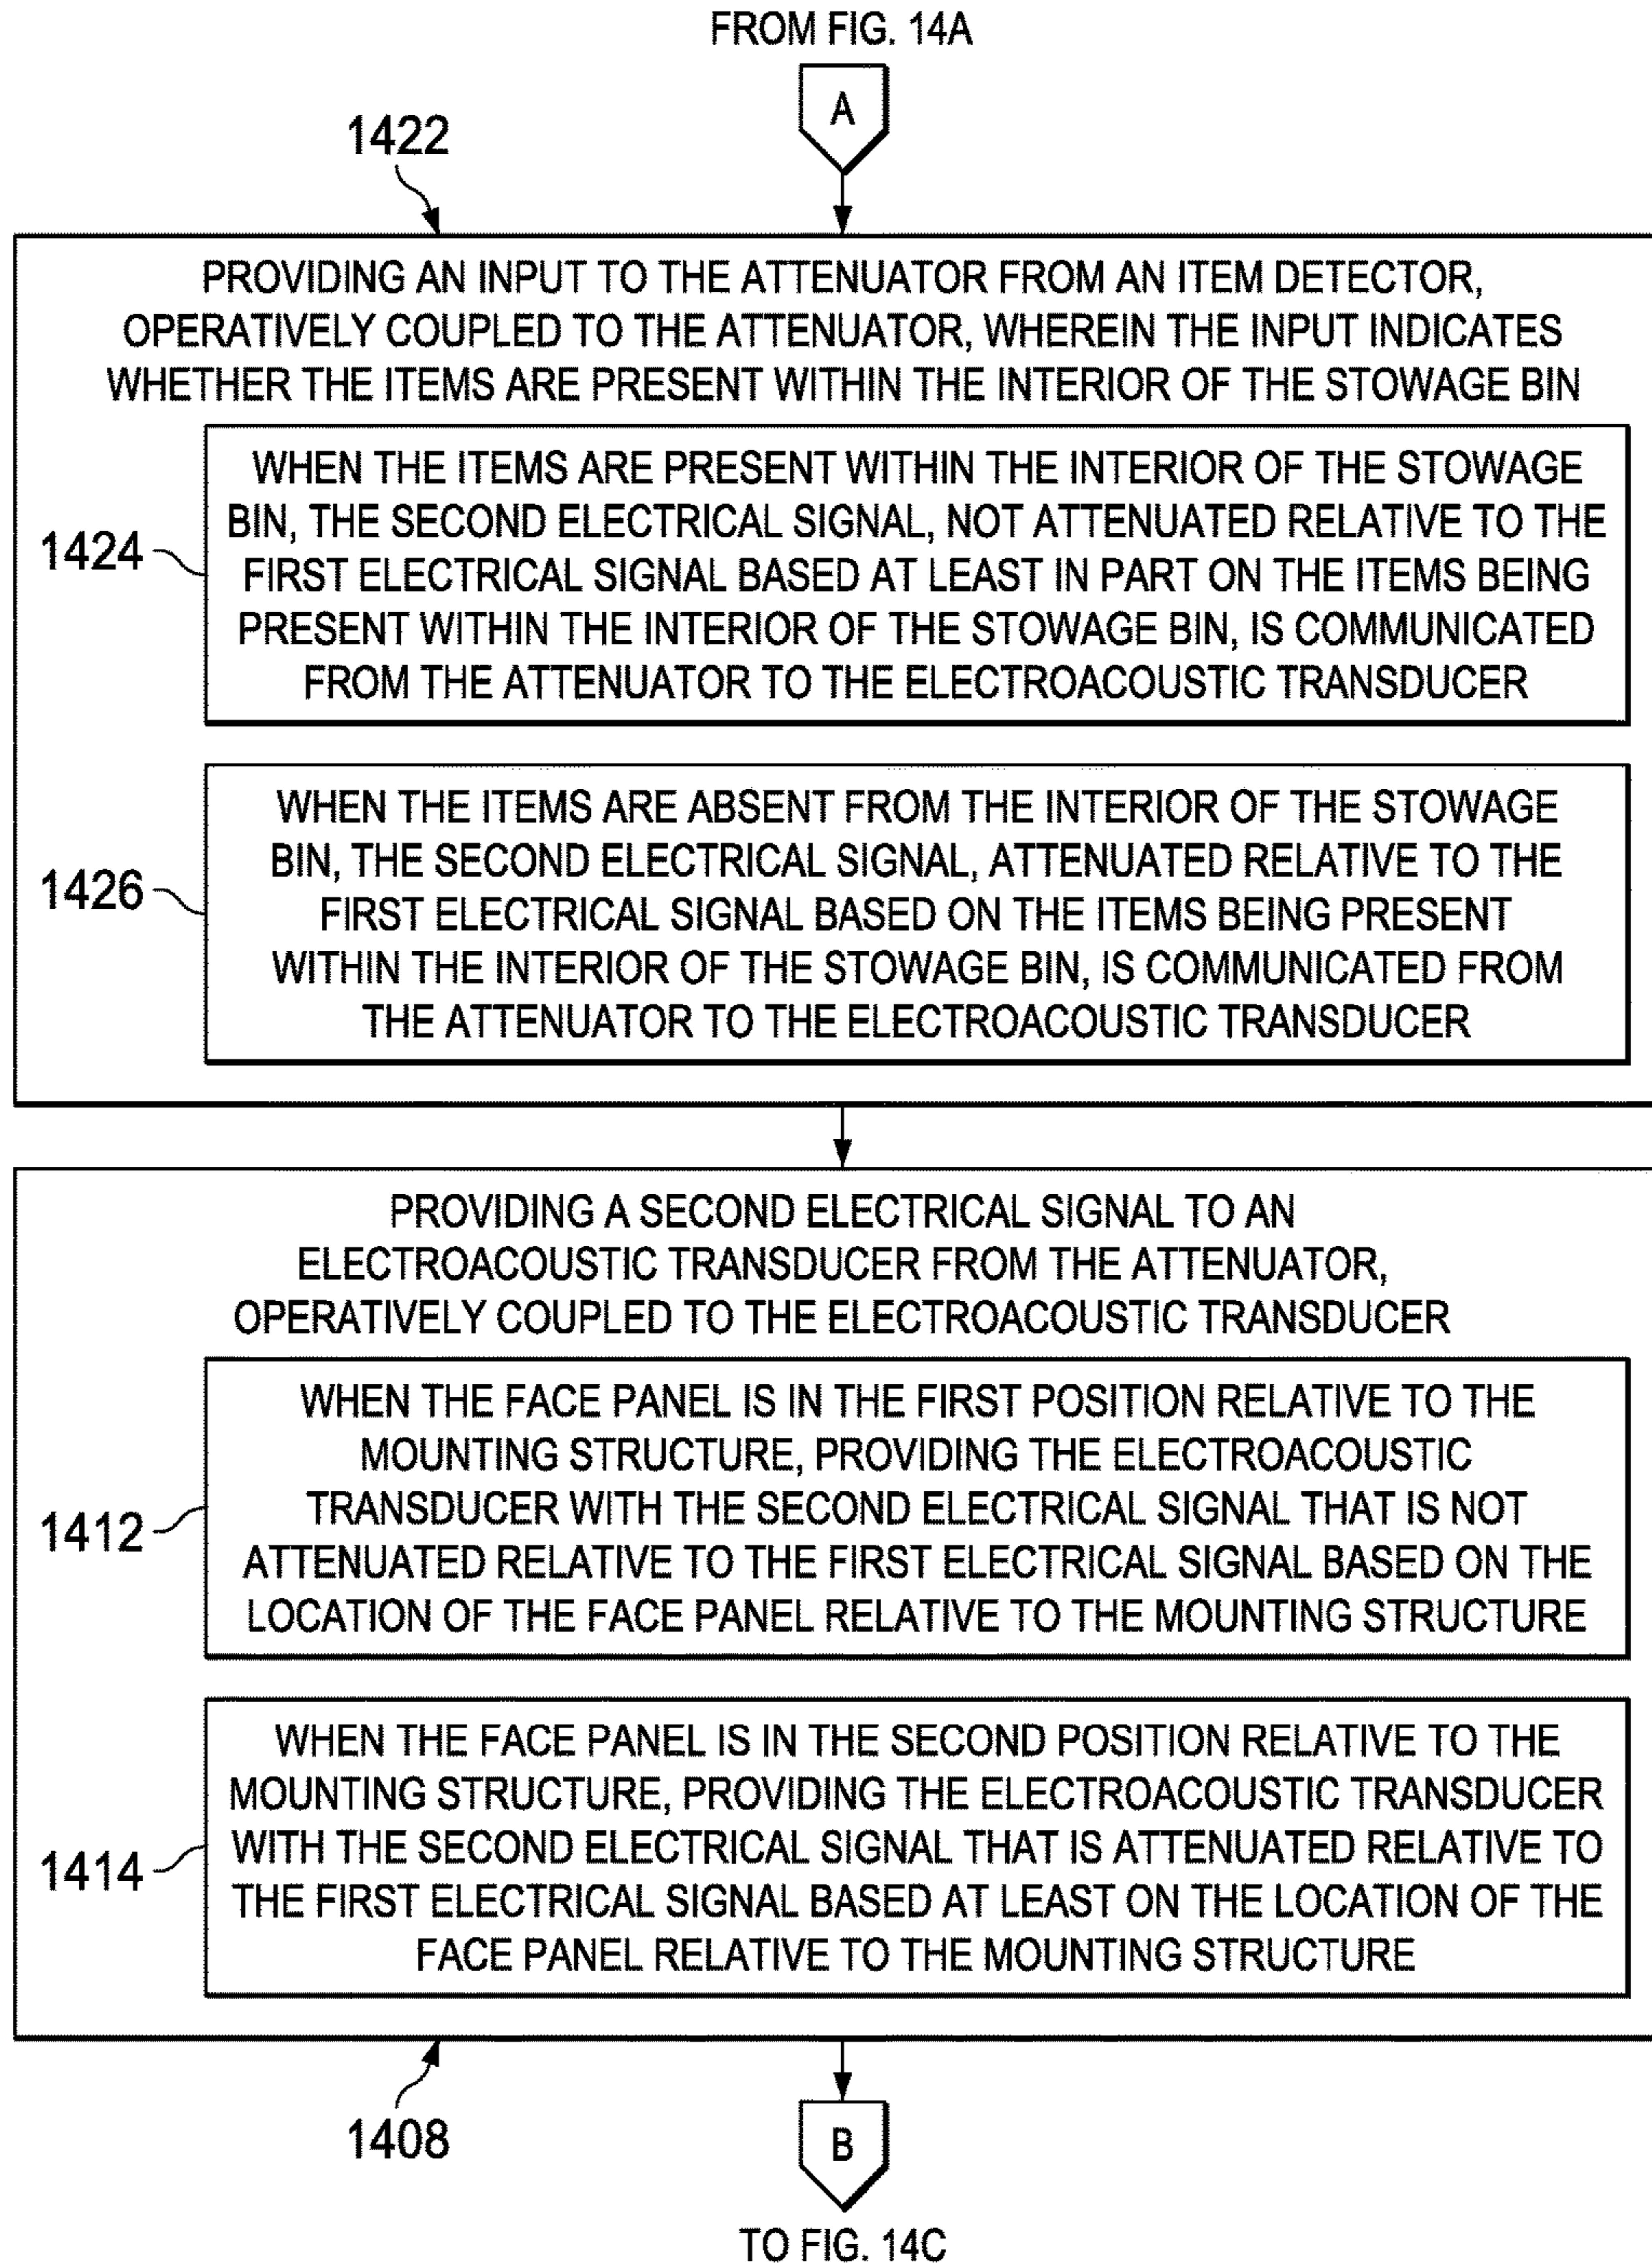 FROM FIG. 14A
A
1422
PROVIDING AN INPUT TO THE ATTENUATOR FROM AN ITEM DETECTOR,
OPERATIVELY COUPLED TO THE ATTENUATOR, WHEREIN THE INPUT INDICATES
WHETHER THE ITEMS ARE PRESENT WITHIN THE INTERIOR OF THE STOWAGE BIN
1424
WHEN THE ITEMS ARE PRESENT WITHIN THE INTERIOR OF THE STOWAGE
BIN, THE SECOND ELECTRICAL SIGNAL, NOT ATTENUATED RELATIVE TO THE
FIRST ELECTRICAL SIGNAL BASED AT LEAST IN PART ON THE ITEMS BEING
PRESENT WITHIN THE INTERIOR OF THE STOWAGE BIN, IS COMMUNICATED
FROM THE ATTENUATOR TO THE ELECTROACOUSTIC TRANSDUCER
1426
WHEN THE ITEMS ARE ABSENT FROM THE INTERIOR OF THE STOWAGE
BIN, THE SECOND ELECTRICAL SIGNAL, ATTENUATED RELATIVE TO THE
FIRST ELECTRICAL SIGNAL BASED ON THE ITEMS BEING PRESENT
WITHIN THE INTERIOR OF THE STOWAGE BIN, IS COMMUNICATED FROM
THE ATTENUATOR TO THE ELECTROACOUSTIC TRANSDUCER
PROVIDING A SECOND ELECTRICAL SIGNAL TO AN
ELECTROACOUSTIC TRANSDUCER FROM THE ATTENUATOR,
OPERATIVELY COUPLED TO THE ELECTROACOUSTIC TRANSDUCER
1412
WHEN THE FACE PANEL IS IN THE FIRST POSITION RELATIVE TO THE
MOUNTING STRUCTURE, PROVIDING THE ELECTROACOUSTIC
TRANSDUCER WITH THE SECOND ELECTRICAL SIGNAL THAT IS NOT
ATTENUATED RELATIVE TO THE FIRST ELECTRICAL SIGNAL BASED ON THE
LOCATION OF THE FACE PANEL RELATIVE TO THE MOUNTING STRUCTURE
1414
WHEN THE FACE PANEL IS IN THE SECOND POSITION RELATIVE TO THE
MOUNTING STRUCTURE, PROVIDING THE ELECTROACOUSTIC TRANSDUCER
WITH THE SECOND ELECTRICAL SIGNAL THAT IS ATTENUATED RELATIVE TO
THE FIRST ELECTRICAL SIGNAL BASED AT LEAST ON THE LOCATION OF THE
FACE PANEL RELATIVE TO THE MOUNTING STRUCTURE
1408
B
TO FIG. 14C